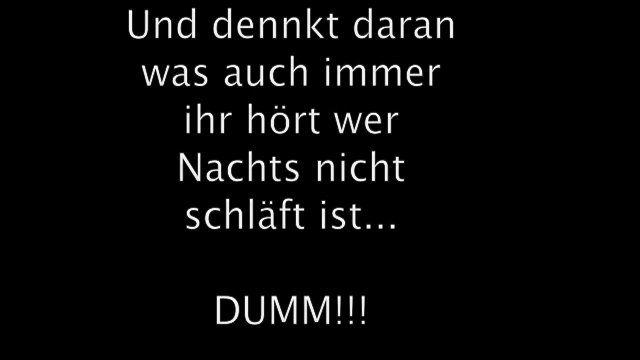 Und dennkt daran
was auch immer
ihr hört wer
Nachts nicht
schläft ist...
DUMM!!!